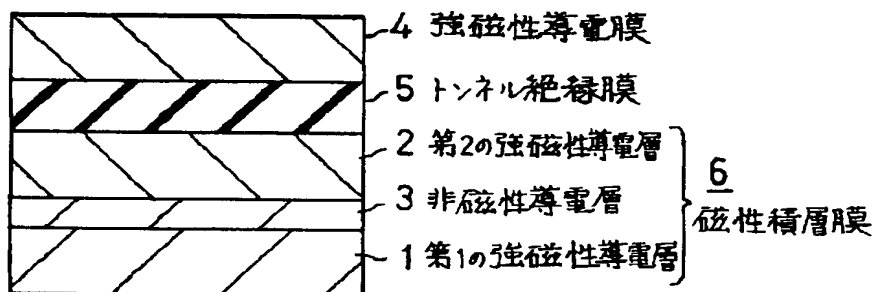 4 強磁性導電膜
5 トンネル絶縁膜
2 第2の強磁性導電層
3 非磁性導電層
1 第1の強磁性導電層
6
磁性積層膜